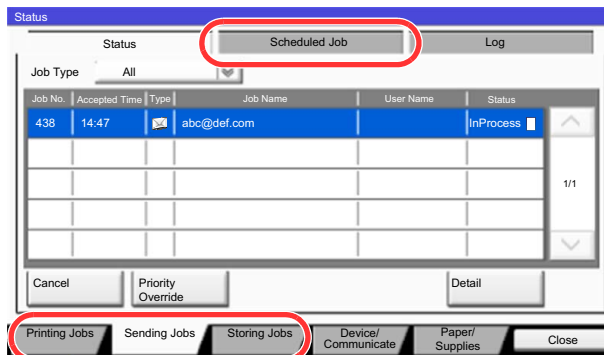 Status
Status Scheduled Job Log
Job Type All
Job No. Accepted Time Type Job Name User Name Status
438 14:47 abc@def.com InProcess
1/1
Cancel Priority Override Detail
Printing Jobs Sending Jobs Storing Jobs Device/ Communicate Paper/ Supplies Close